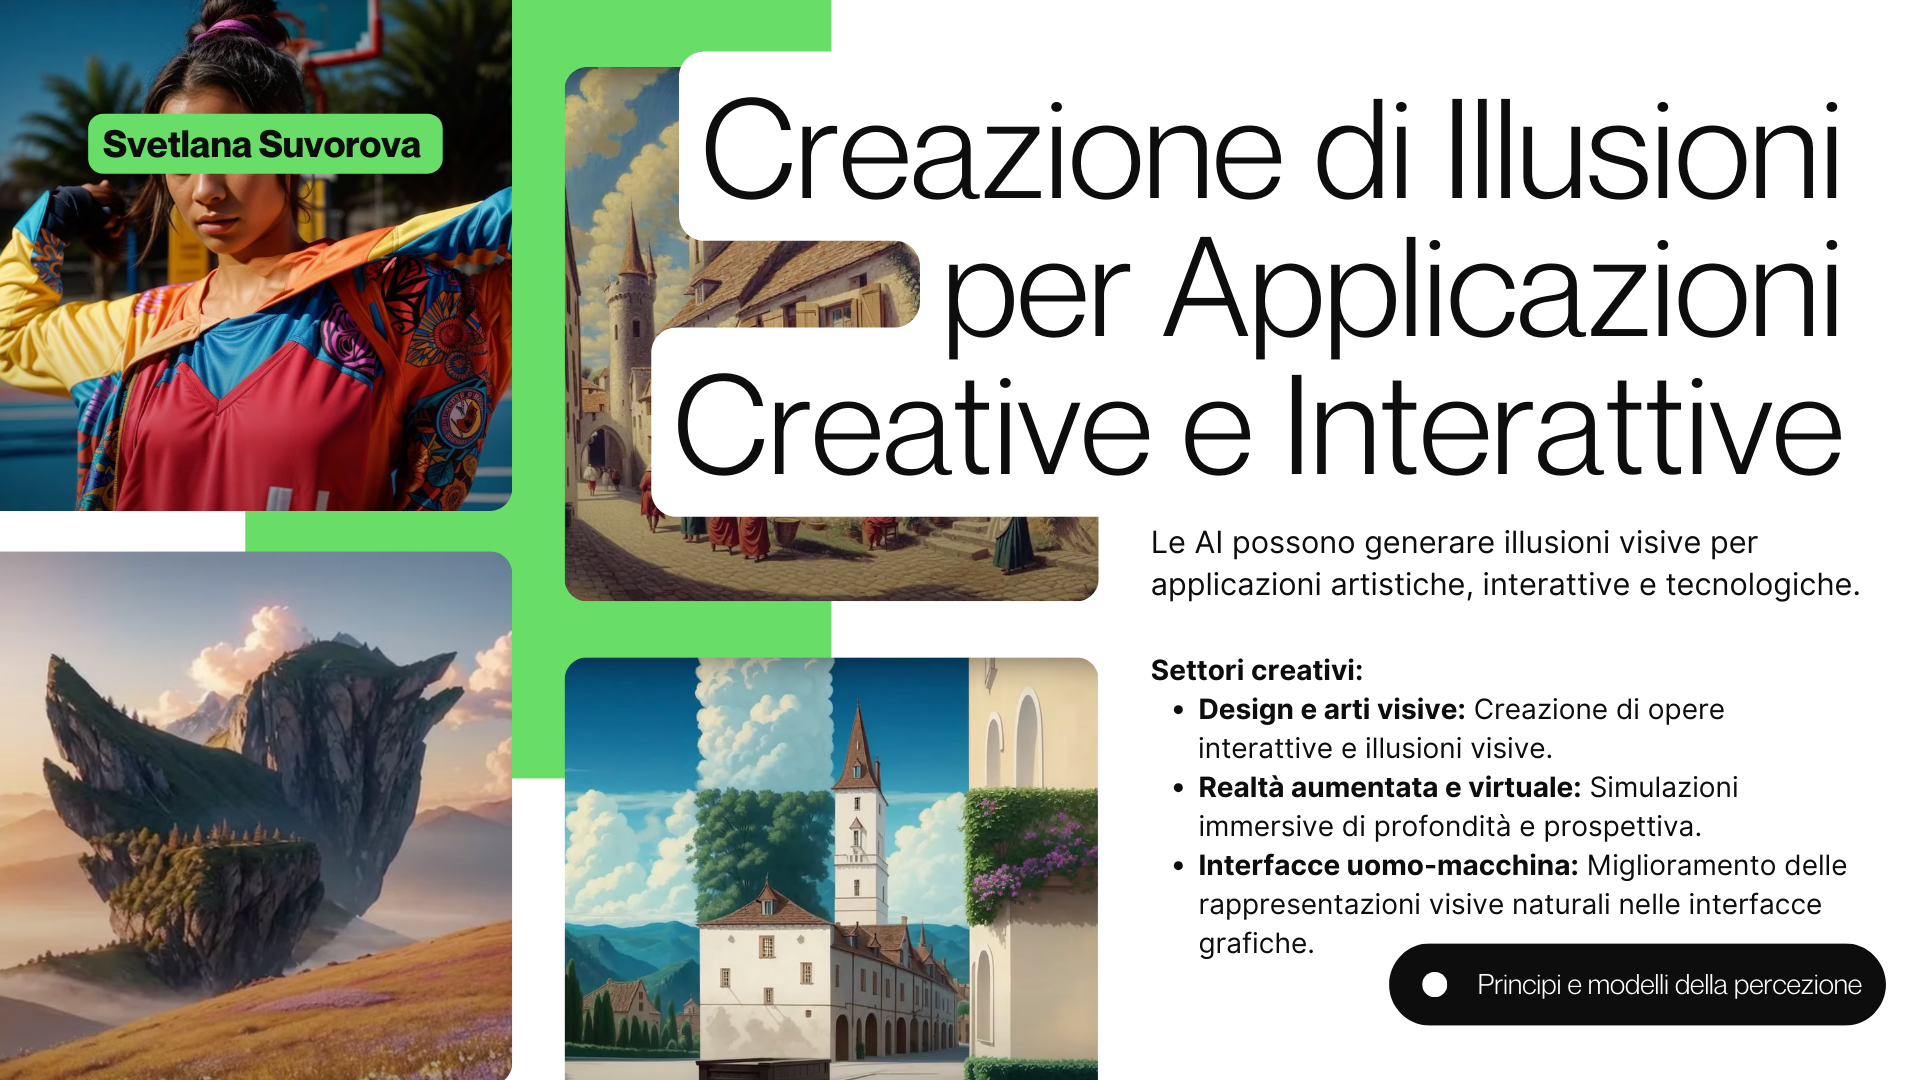 Svetlana Suvorova
Creazione di Illusioni
per Applicazioni
Creative e Interattive
Le AI possono generare illusioni visive per
applicazioni artistiche, interattive e tecnologiche.
Settori creativi:
• Design e arti visive: Creazione di opere
interattive e illusioni visive.
• Realtà aumentata e virtuale: Simulazioni
immersive di profondità e prospettiva.
• Interfacce uomo-macchina: Miglioramento delle
rappresentazioni visive naturali nelle interfacce
grafiche.
Principi e modelli della percezione